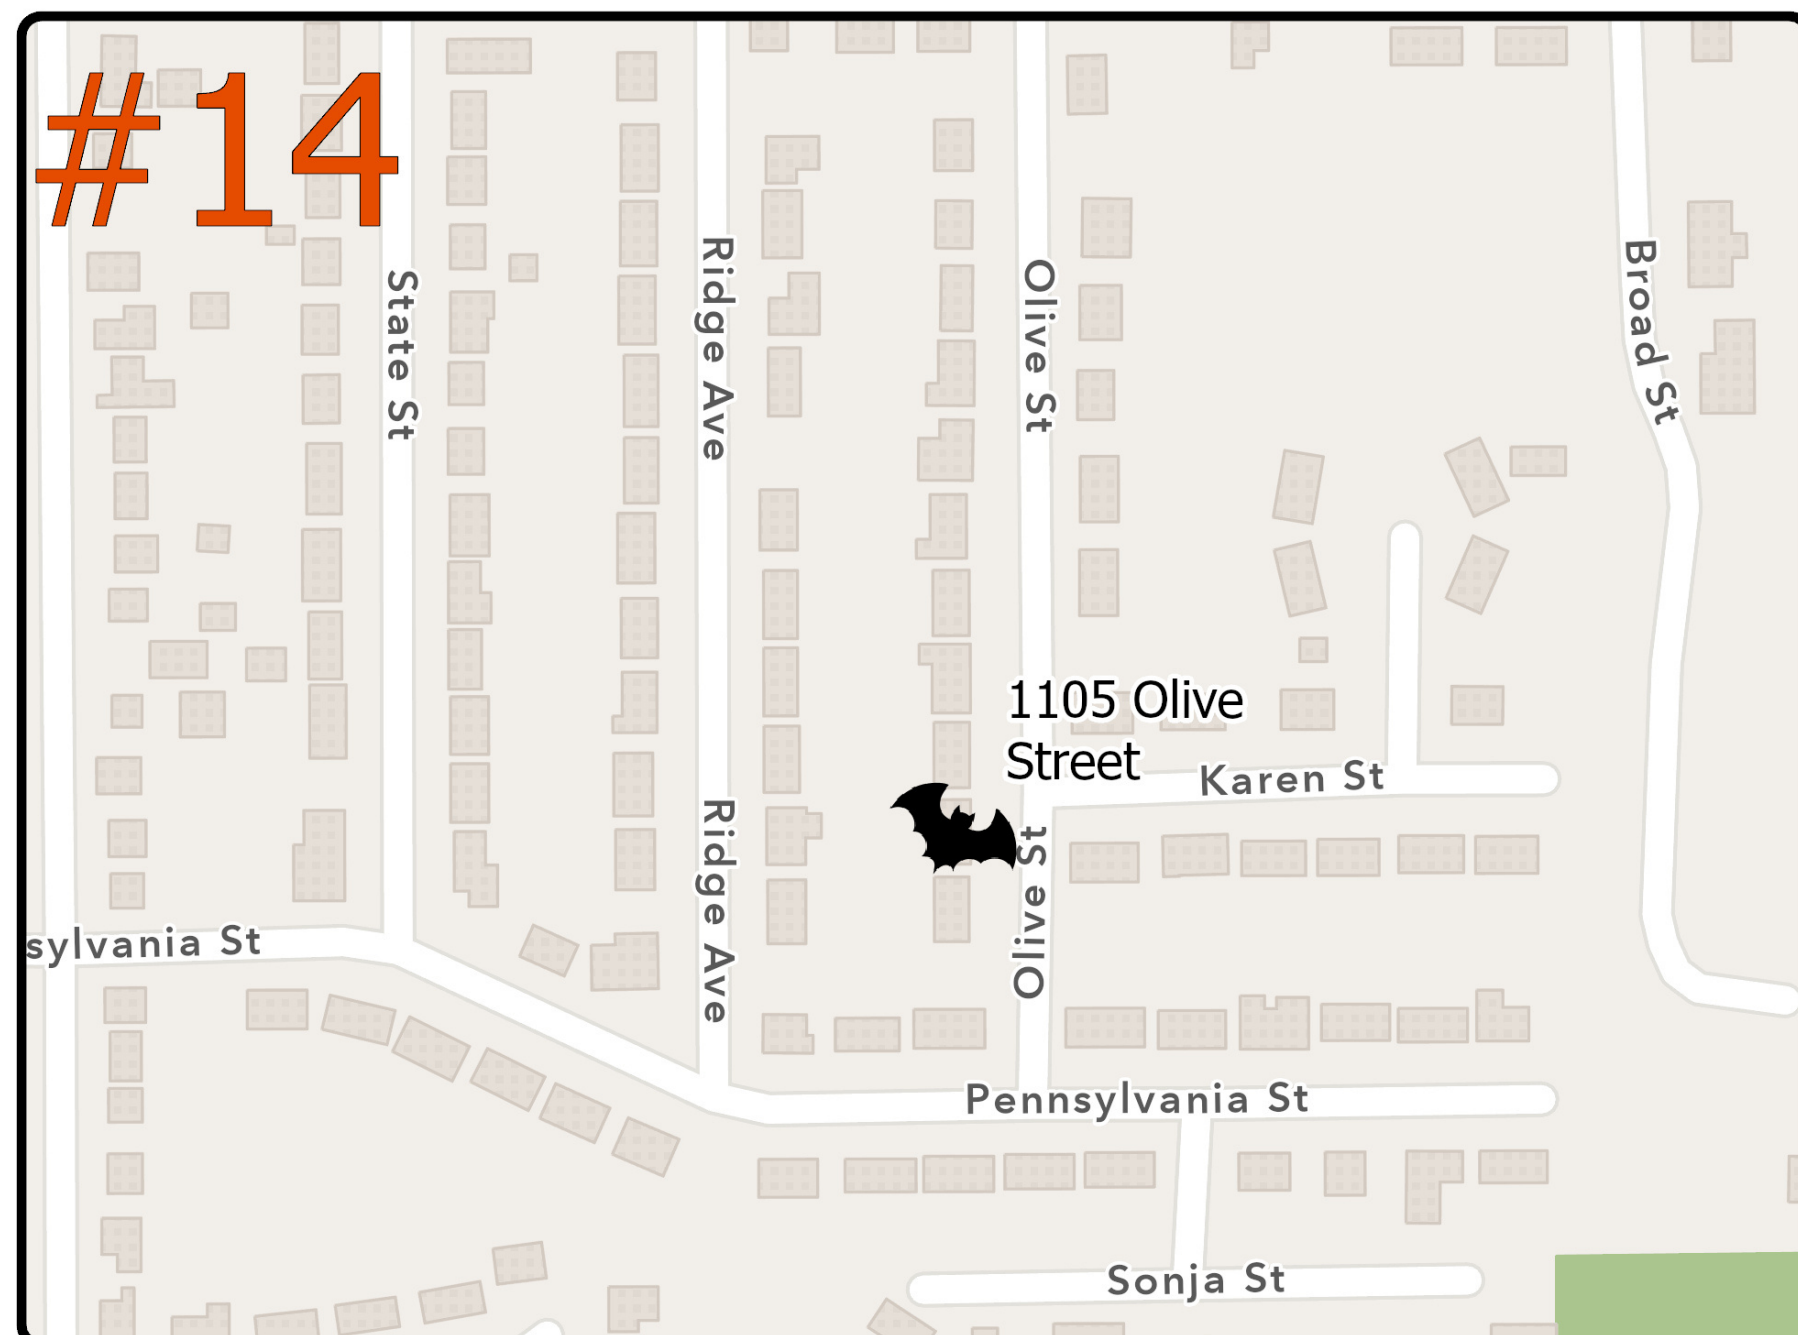 #14
State St
Ridge Ave
Olive St
Broad St
1105 Olive
Street
Karen St
Ridge Ave
Olive St
sylvania St
Pennsylvania St
Sonja St